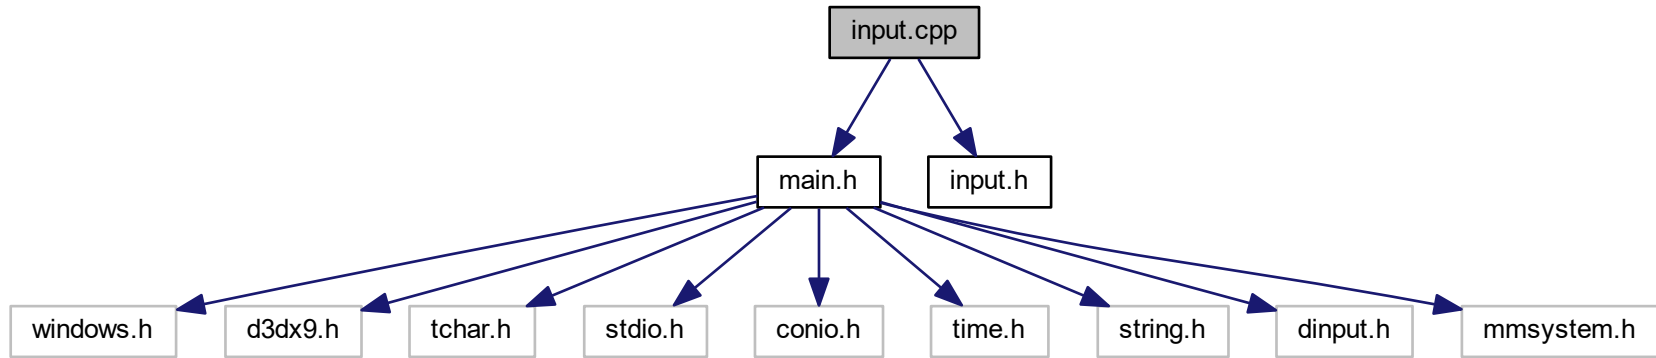 input.cpp
main.h
input.h
windows.h
d3dx9.h
tchar.h
stdio.h
conio.h
time.h
string.h
dinput.h
mmsystem.h